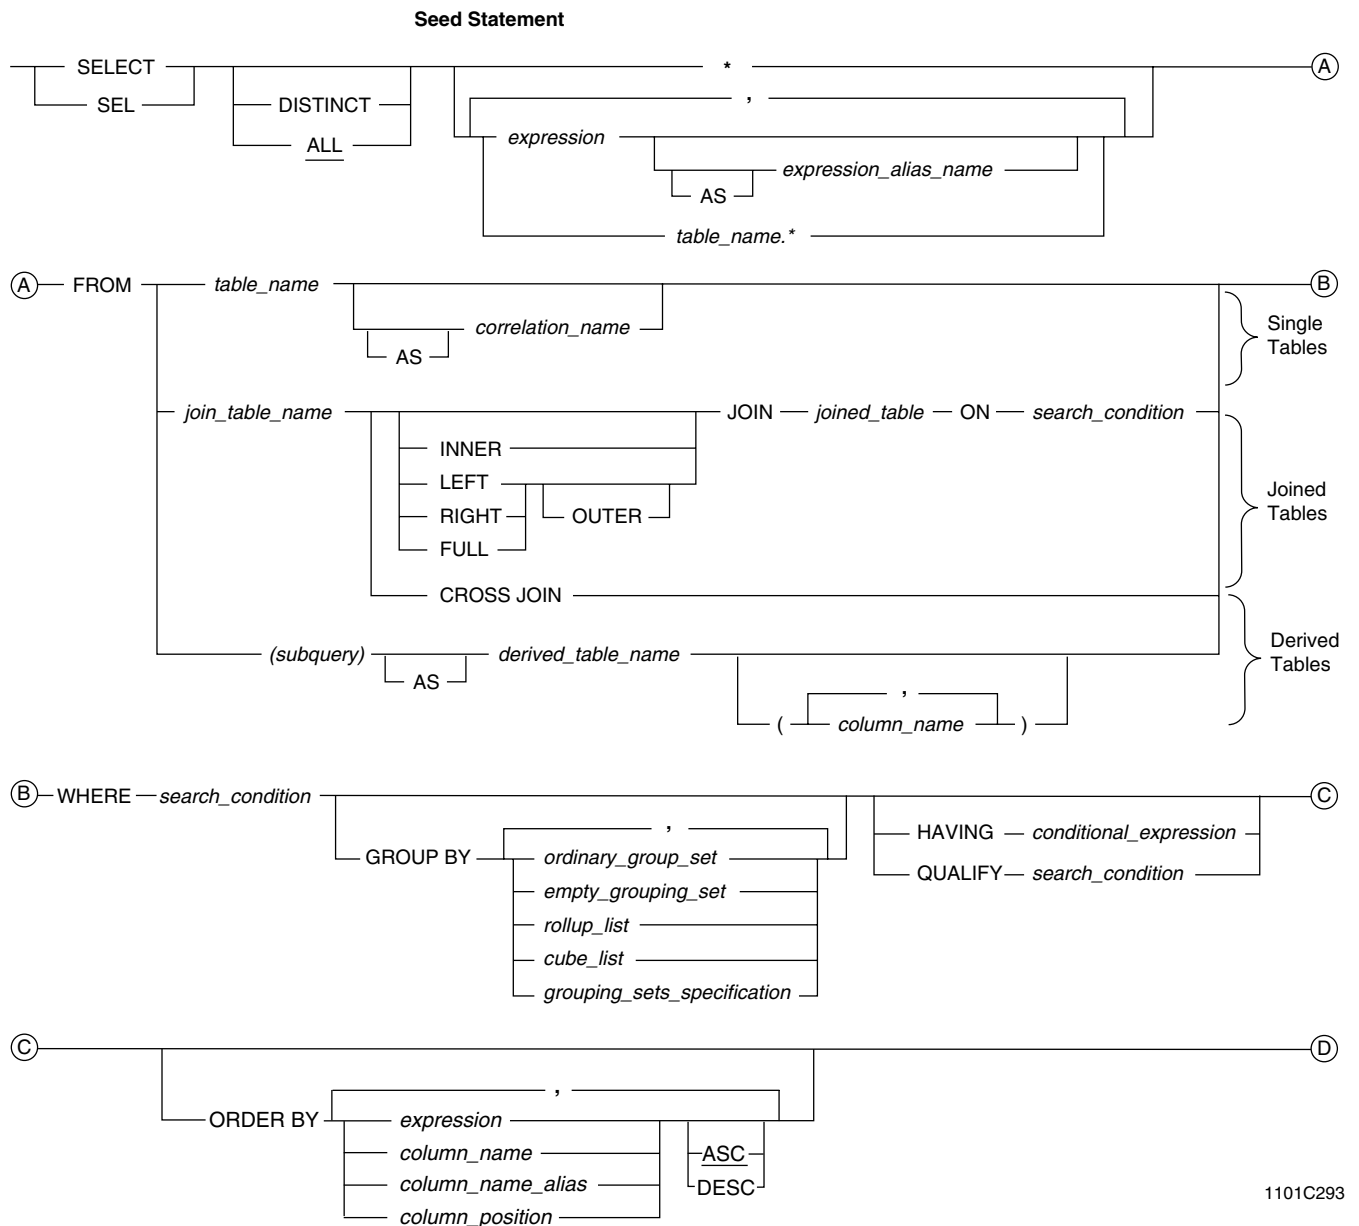 Seed Statement
SELECT * A
SEL DISTINCT ,
ALL expression
expression_alias_name
AS
table_name.*
A FROM table_name B
correlation_name Single
AS Tables
join_table_name JOIN joined_table ON search_condition
INNER
LEFT Joined
RIGHT OUTER Tables
FULL
CROSS JOIN
(subquery) derived_table_name Derived
AS Tables
,
( column_name )
B WHERE search_condition C
, HAVING conditional_expression
GROUP BY ordinary_group_set
QUALIFY search_condition
empty_grouping_set
rollup_list
cube_list
grouping_sets_specification
C D
,
ORDER BY expression
column_name ASC
column_name_alias DESC
column_position
1101C293